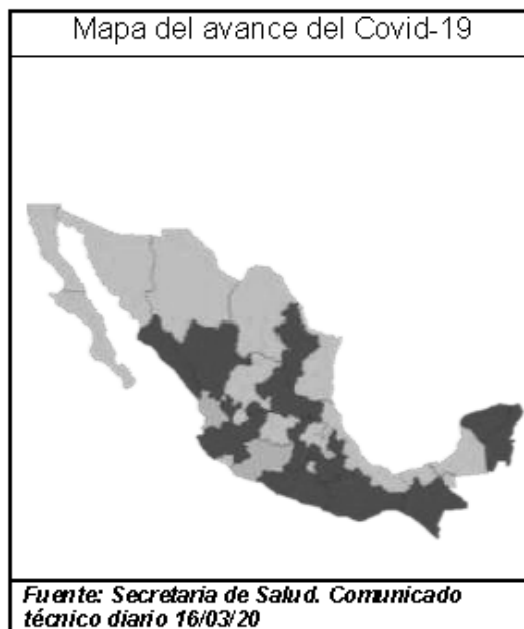 Mapa del avance del Covid-19
Fuente: Secretaria de Salud. Comunicado
técnico diario 16/03/20